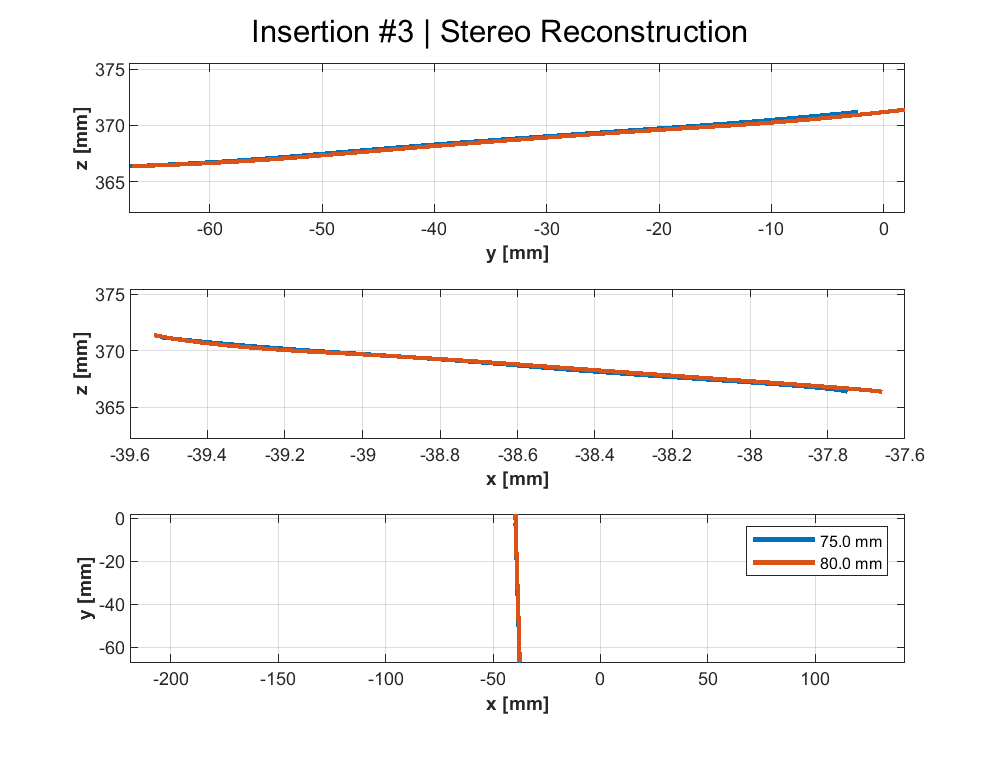 Insertion #3 | Stereo Reconstruction
375
370
365
z [mm]
-60 -50 -40 -30 -20 -10 0
y [mm]
375
370
365
z [mm]
-39.6 -39.4 -39.2 -39 -38.8 -38.6 -38.4 -38.2 -38 -37.8 -37.6
x [mm]
0
-20
-40
-60
y [mm]
75.0 mm
80.0 mm
-200 -150 -100 -50 0 50 100
x [mm]